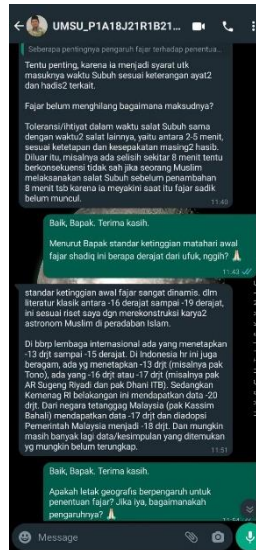 UMSU_P1A18J21R1B21...
Seberapa pentingnya pengaruh fajar terhadap penentua...
Tentu penting, karena ia menjadi syarat utk
masuknya waktu Subuh sesuai keterangan ayat2
dan hadis2 terkait.
Fajar belum menghilang bagaimana maksudnya?
Toleransi/ihtiyat dalam waktu salat Subuh sama
dengan waktu2 salat lainnya, yaitu antara 2-5 menit,
sesuai ketetapan dan kesepakatan masing2 hasib.
Diluar itu, misalnya ada selisih sekitar 8 menit tentu
berkonsekuensi tidak sah jika seorang Muslim
melaksanakan salat Subuh sebelum penambahan
8 menit tsb karena ia meyakini saat itu fajar sadik
belum muncul.
11:40
Baik, Bapak. Terima kasih.
Menurut Bapak standar ketinggian matahari awal
fajar shadiq ini berapa derajat dari ufuk, nggih? 🙏
11:43
standar ketinggian awal fajar sangat dinamis. dlm
literatur klasik antara -16 derajat sampai -19 derajat,
ini sesuai riset saya dgn merekonstruksi karya2
astronom Muslim di peradaban Islam.
Di bbrp lembaga internasional ada yang menetapkan
-13 drjt sampai -15 derajat. Di Indonesia hr ini juga
beragam, ada yg menetapkan -13 drjt (misalnya pak
Tono), ada yang -16 drjt atau -17 drjt (misalnya pak
AR Sugeng Riyadi dan pak Dhani ITB). Sedangkan
Kemenag RI belakangan ini mendapatkan data -20
drjt. Dari negara tetanggag Malaysia (pak Kassim
Bahali) mendapatkan data -17 drjt dan diadopsi
Pemerintah Malaysia menjadi -18 drjt. Dan mungkin
masih banyak lagi data/kesimpulan yang ditemukan
yg mungkin belum terungkap.
11:51
Baik, Bapak. Terima kasih.
Apakah letak geografis berpengaruh untuk
penentuan fajar? Jika iya, bagaimanakah
pengaruhnya? 🙏
11:54
Message